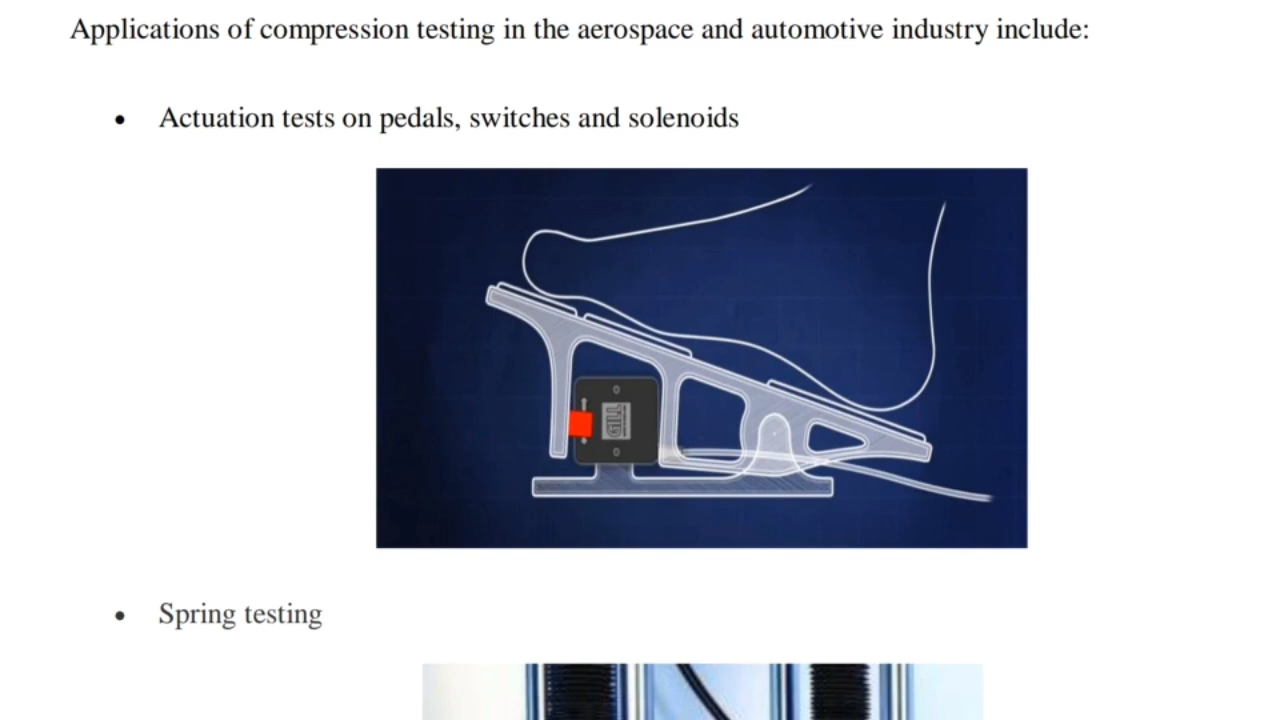 Applications of compression testing in the aerospace and automotive industry include:
• Actuation tests on pedals, switches and solenoids
GILL
• Spring testing